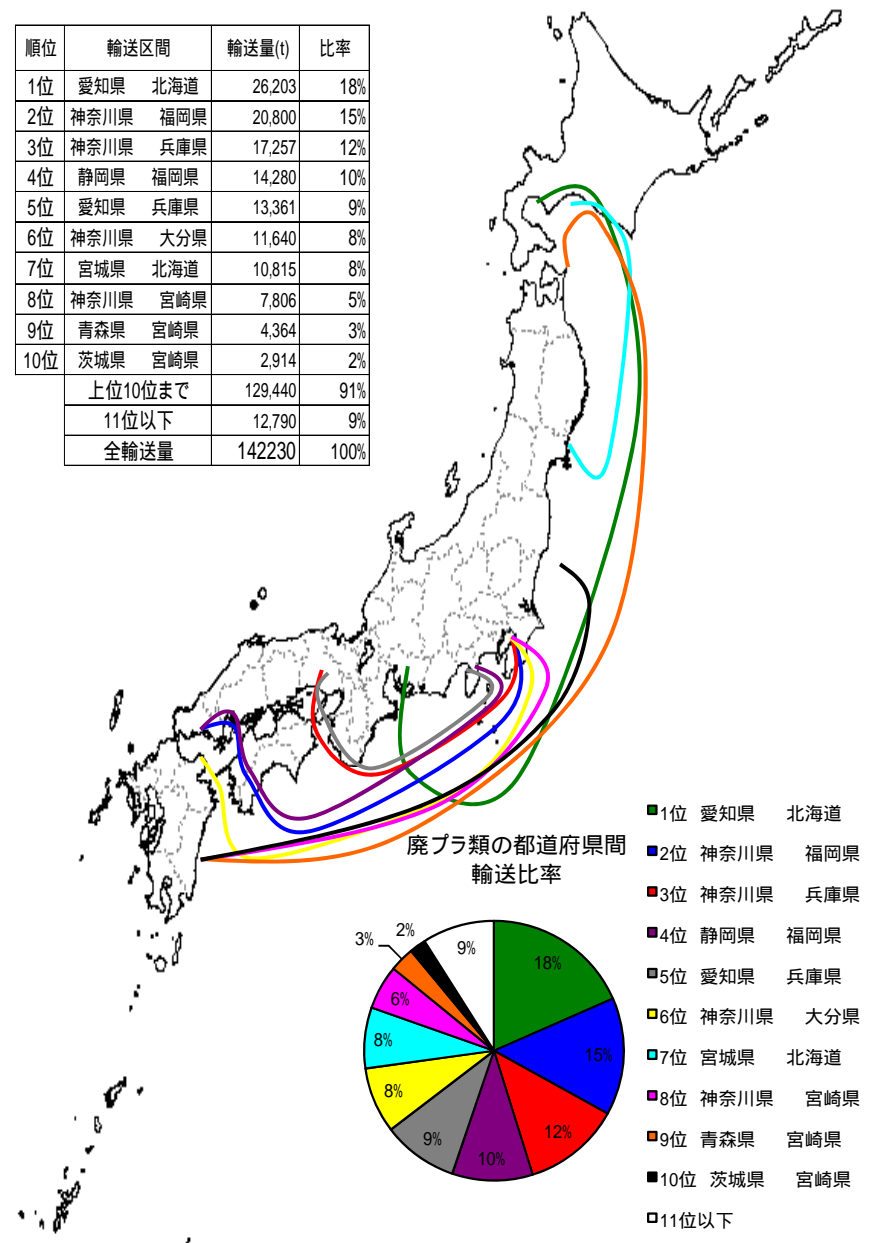 順位 輸送区間 輸送量(t) 比率
1位 愛知県 北海道 26,203 18%
2位 神奈川県 福岡県 20,800 15%
3位 神奈川県 兵庫県 17,257 12%
4位 静岡県 福岡県 14,280 10%
5位 愛知県 兵庫県 13,361 9%
6位 神奈川県 大分県 11,640 8%
7位 宮城県 北海道 10,815 8%
8位 神奈川県 宮崎県 7,806 5%
9位 青森県 宮崎県 4,364 3%
10位 茨城県 宮崎県 2,914 2%
上位10位まで 129,440 91%
11位以下 12,790 9%
全輸送量 142230 100%
廃プラ類の都道府県間
輸送比率
18%
15%
12%
10%
9%
8%
8%
6%
3%
2%
9%
1位 愛知県 北海道
2位 神奈川県 福岡県
3位 神奈川県 兵庫県
4位 静岡県 福岡県
5位 愛知県 兵庫県
6位 神奈川県 大分県
7位 宮城県 北海道
8位 神奈川県 宮崎県
9位 青森県 宮崎県
10位 茨城県 宮崎県
11位以下